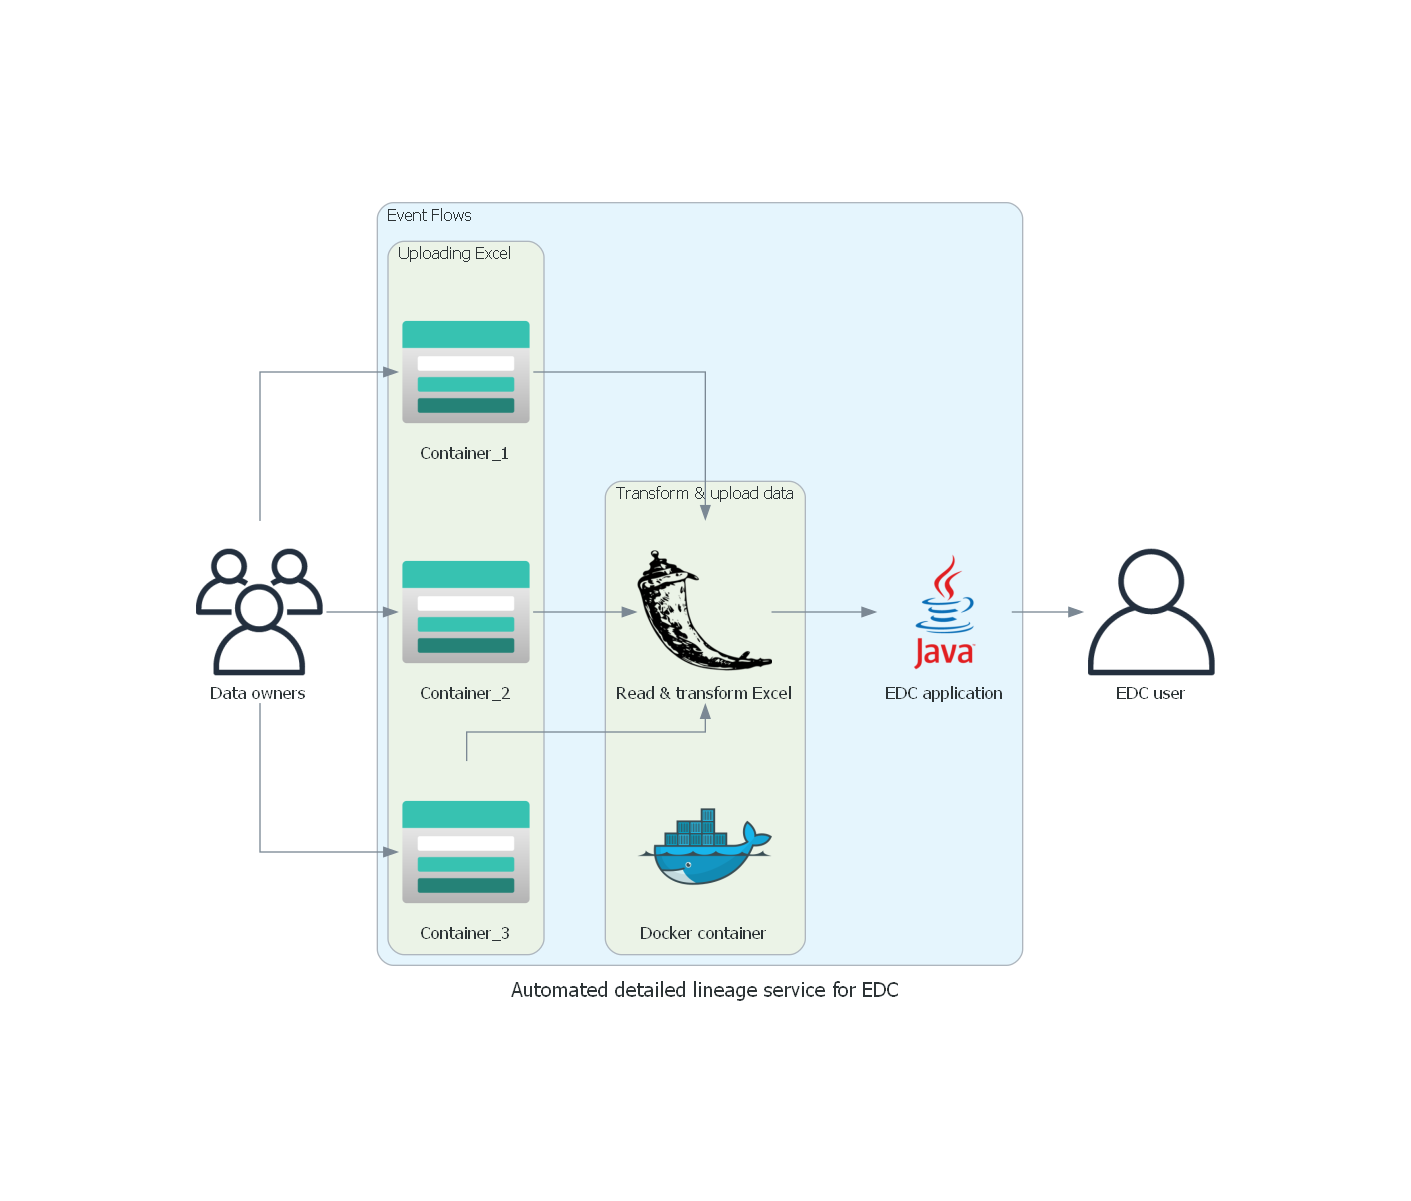 Event Flows
Uploading Excel
Container_1
Transform & upload data
Data owners
Container_2
Read & transform Excel
Java
EDC application
EDC user
Container_3
Docker container
Automated detailed lineage service for EDC